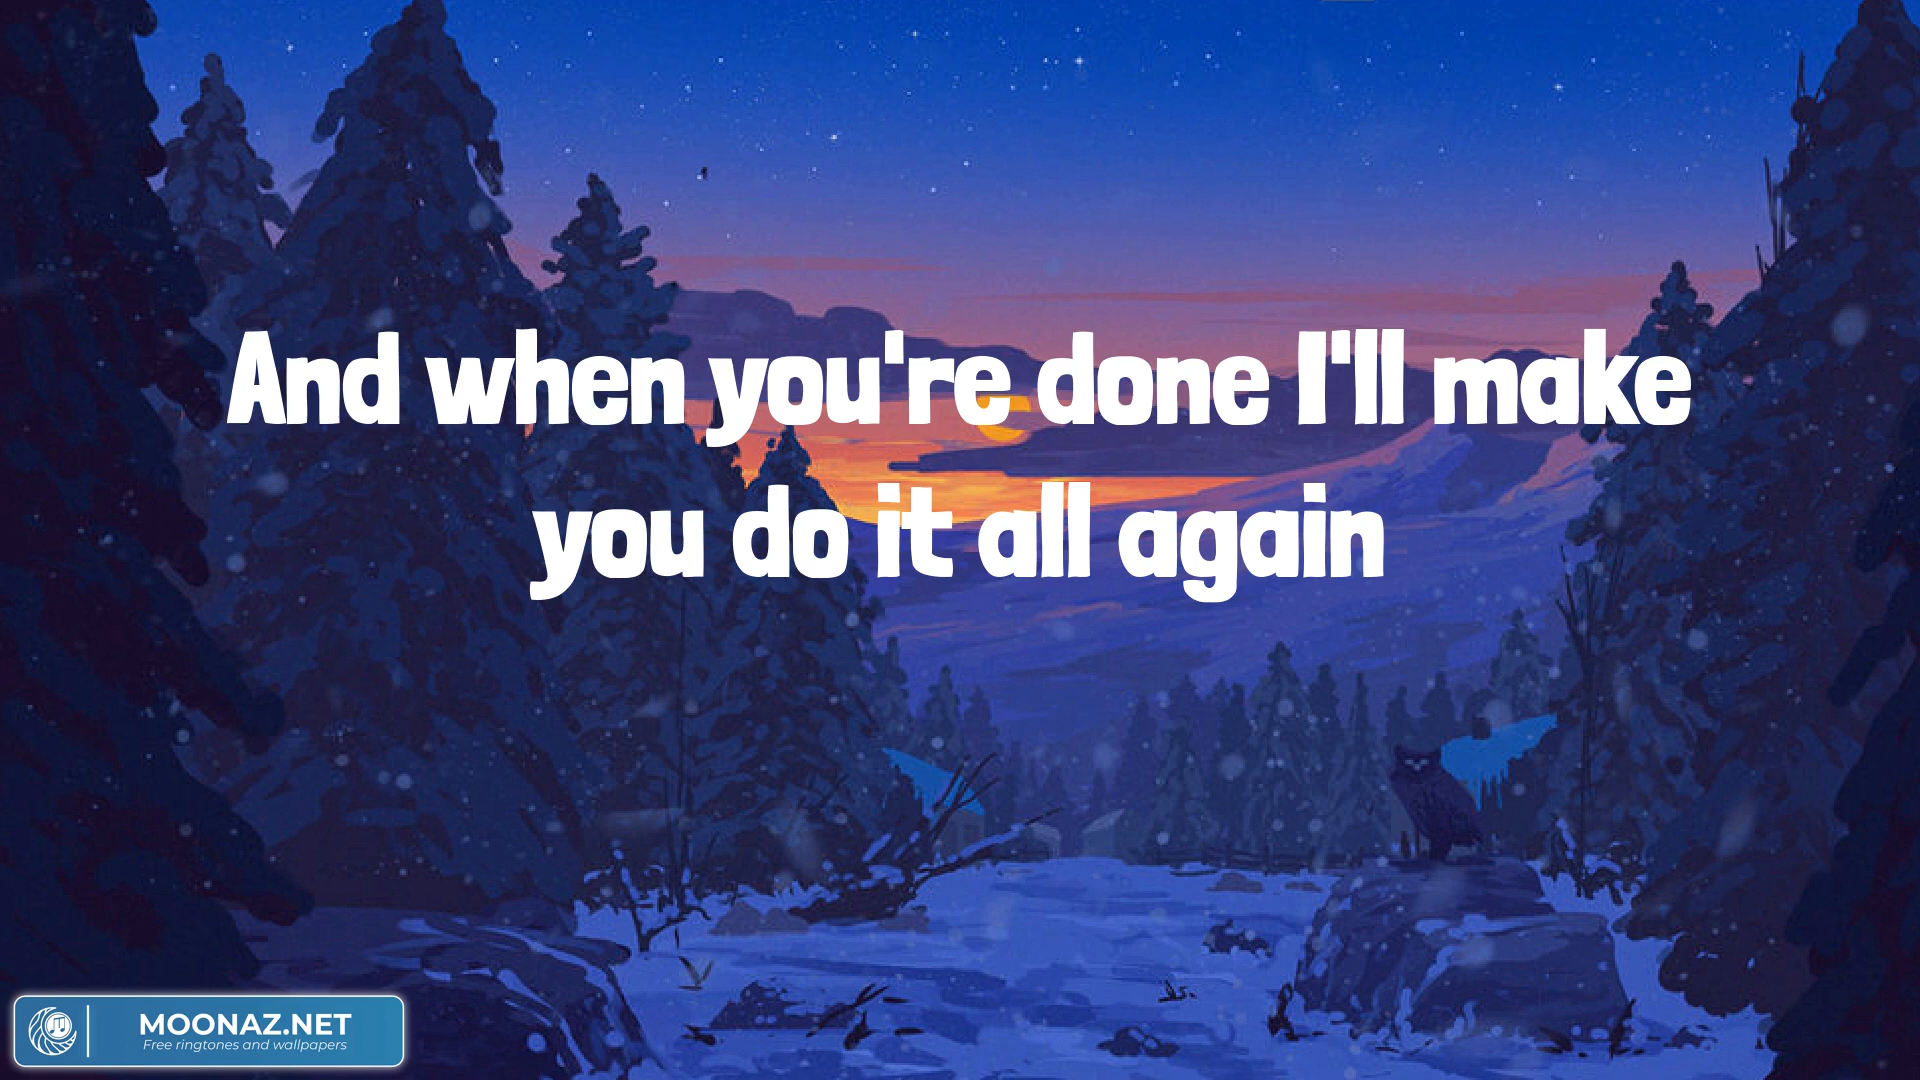 And when you're done I'll make
you do it all again
MOONAZ.NET
Free ringtones and wallpapers